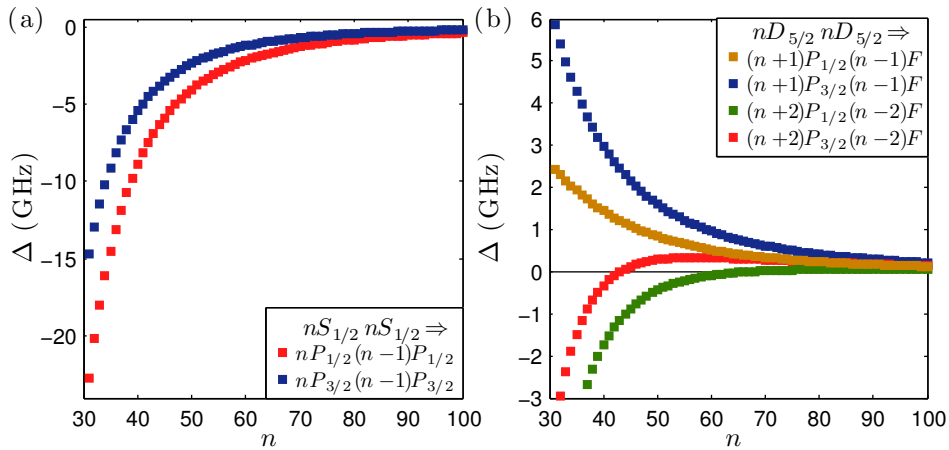 (a)
0
−5
−10
−15
−20
Δ (GHz)
nS1/2 nS1/2 ⇒
nP1/2(n−1)P1/2
nP3/2(n−1)P3/2
30 40 50 60 70 80 90 100
n
(b)
6
5
4
3
2
1
0
−1
−2
−3
Δ (GHz)
nD5/2 nD5/2 ⇒
(n+1)P1/2(n−1)F
(n+1)P3/2(n−1)F
(n+2)P1/2(n−2)F
(n+2)P3/2(n−2)F
30 40 50 60 70 80 90 100
n